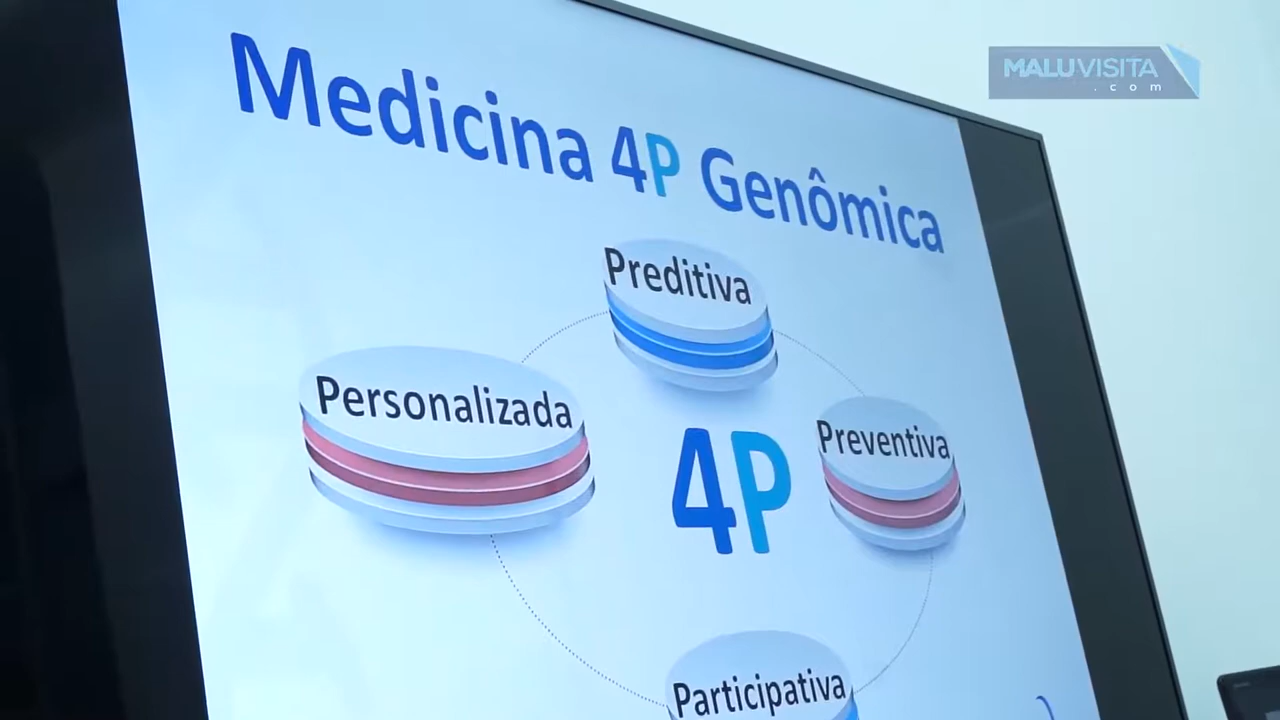 MALUVISITA
.com
Medicina 4P Genômica
Preditiva
Personalizada
Preventiva
4P
Participativa